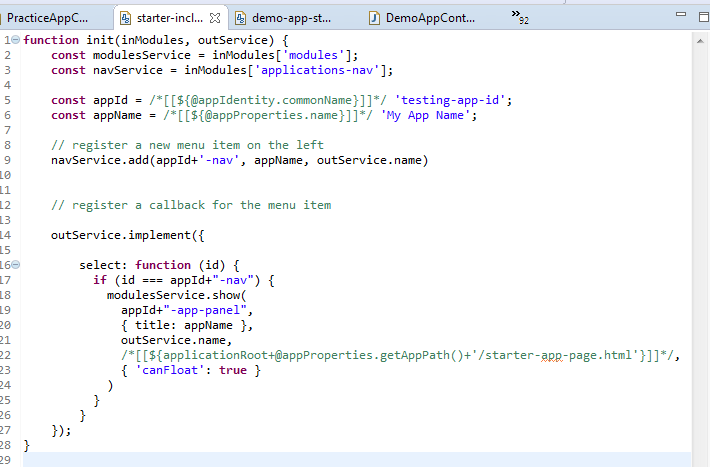 PracticeAppC...
starter-incl...
demo-app-st...
DemoAppCont...
»92
1 function init(inModules, outService) {
2     const modulesService = inModules['modules'];
3     const navService = inModules['applications-nav'];
4
5     const appId = /*[[${@appIdentity.commonName}]]*/ 'testing-app-id';
6     const appName = /*[[${@appProperties.name}]]*/ 'My App Name';
7
8     // register a new menu item on the left
9     navService.add(appId+'-nav', appName, outService.name)
10
11
12     // register a callback for the menu item
13
14     outService.implement({
15
16         select: function (id) {
17           if (id === appId+"-nav") {
18             modulesService.show(
19               appId+"-app-panel",
20               { title: appName },
21               outService.name,
22               /*[[${applicationRoot+@appProperties.getAppPath()+'/starter-app-page.html'}]]*/,
23               { 'canFloat': true }
24             )
25           }
26         }
27     });
28 }
29